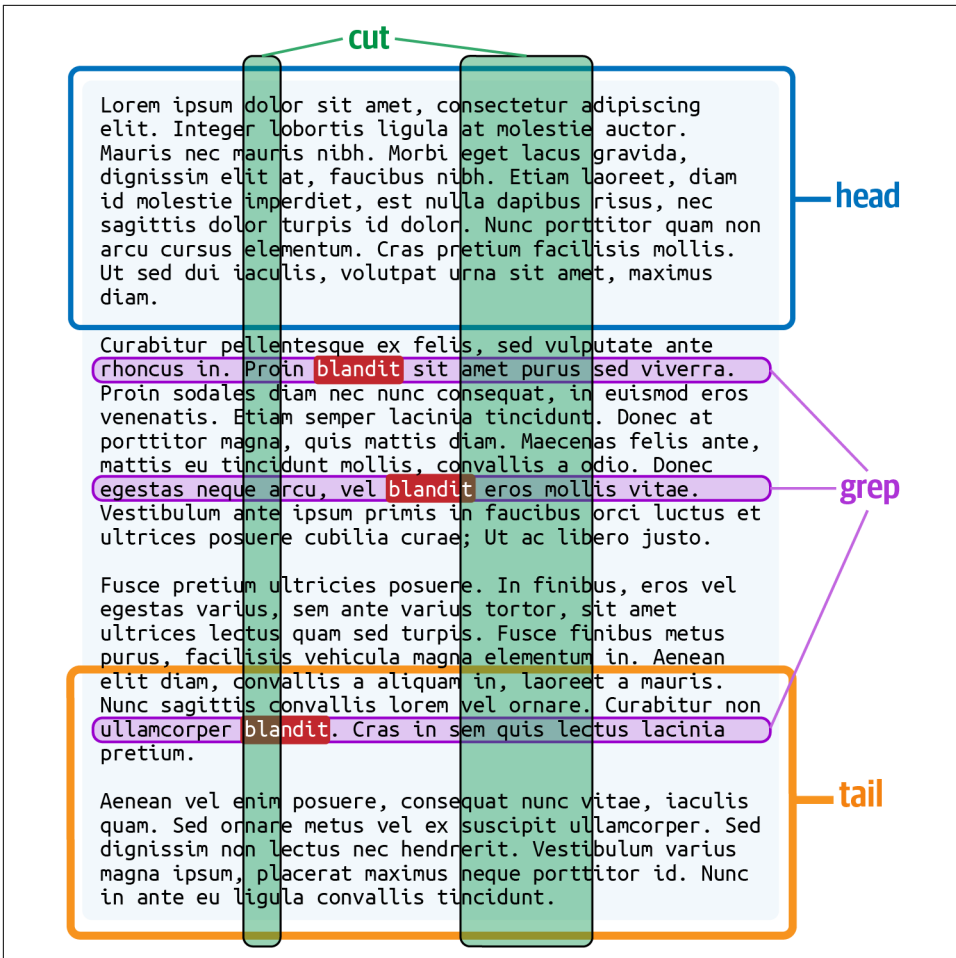 cut
Lorem ipsum dolor sit amet, consectetur adipiscing
elit. Integer lobortis ligula at molestie auctor.
Mauris nec mauris nibh. Morbi eget lacus gravida,
dignissim elit at, faucibus nibh. Etiam laoreet, diam
id molestie imperdiet, est nulla dapibus risus, nec
head
sagittis dolor turpis id dolor. Nunc porttitor quam non
arcu cursus elementum. Cras pretium facilisis mollis.
Ut sed dui iaculis, volutpat urna sit amet, maximus
diam.
Curabitur pellentesque ex felis, sed vulputate ante
rhoncus in. Proin blandit sit amet purus sed viverra.
Proin sodales diam nec nunc consequat, in euismod eros
venenatis. Etiam semper lacinia tincidunt. Donec at
porttitor magna, quis mattis diam. Maecenas felis ante,
mattis eu tincidunt mollis, convallis a odio. Donec
egestas neque arcu, vel blandit eros mollis vitae.
grep
Vestibulum ante ipsum primis in faucibus orci luctus et
ultrices posuere cubilia curae; Ut ac libero justo.
Fusce pretium ultricies posuere. In finibus, eros vel
egestas varius, sem ante varius tortor, sit amet
ultrices lectus quam sed turpis. Fusce finibus metus
purus, facilisis vehicula magna elementum in. Aenean
elit diam, convallis a aliquam in, laoreet a mauris.
Nunc sagittis convallis lorem vel ornare. Curabitur non
ullamcorper blandit. Cras in sem quis lectus lacinia
pretium.
tail
Aenean vel enim posuere, consequat nunc vitae, iaculis
quam. Sed ornare metus vel ex suscipit ullamcorper. Sed
dignissim non lectus nec hendrerit. Vestibulum varius
magna ipsum, placerat maximus neque porttitor id. Nunc
in ante eu ligula convallis tincidunt.